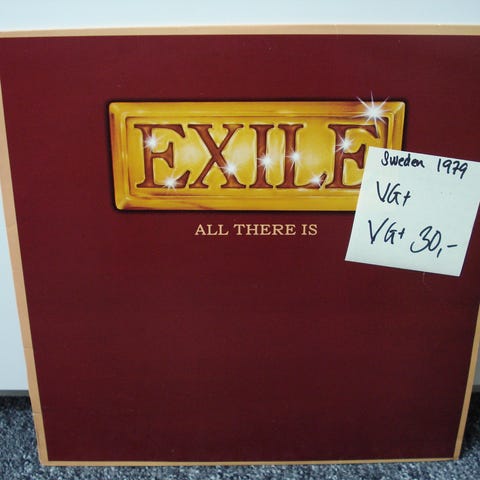 EXILE
ALL THERE IS
Sweden 1979
VG+
VG+ 30,-